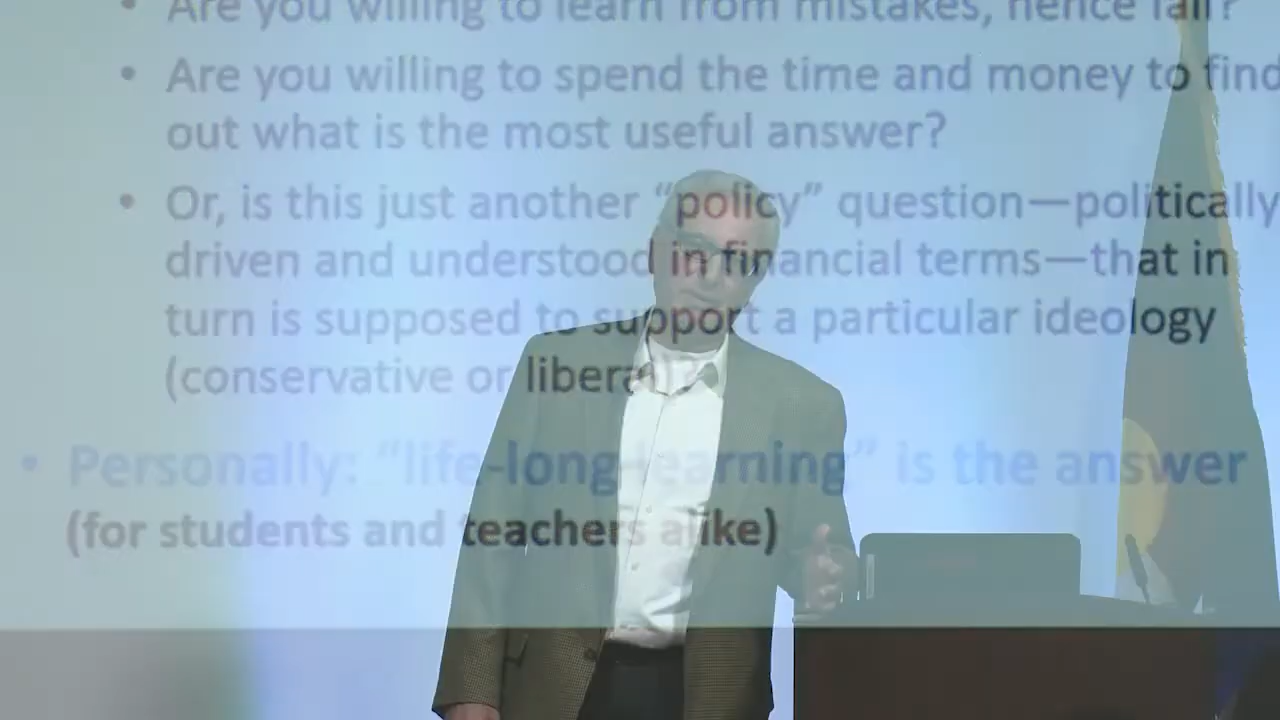 Are you willing to learn from mistakes, hence fail?
• Are you willing to spend the time and money to find
out what is the most useful answer?
• Or, is this just another “policy” question—politically
driven and understood in financial terms—that in
turn is supposed to support a particular ideology
(conservative or libera
• Personally: “life-long-learning” is the answer
(for students and teachers alike)